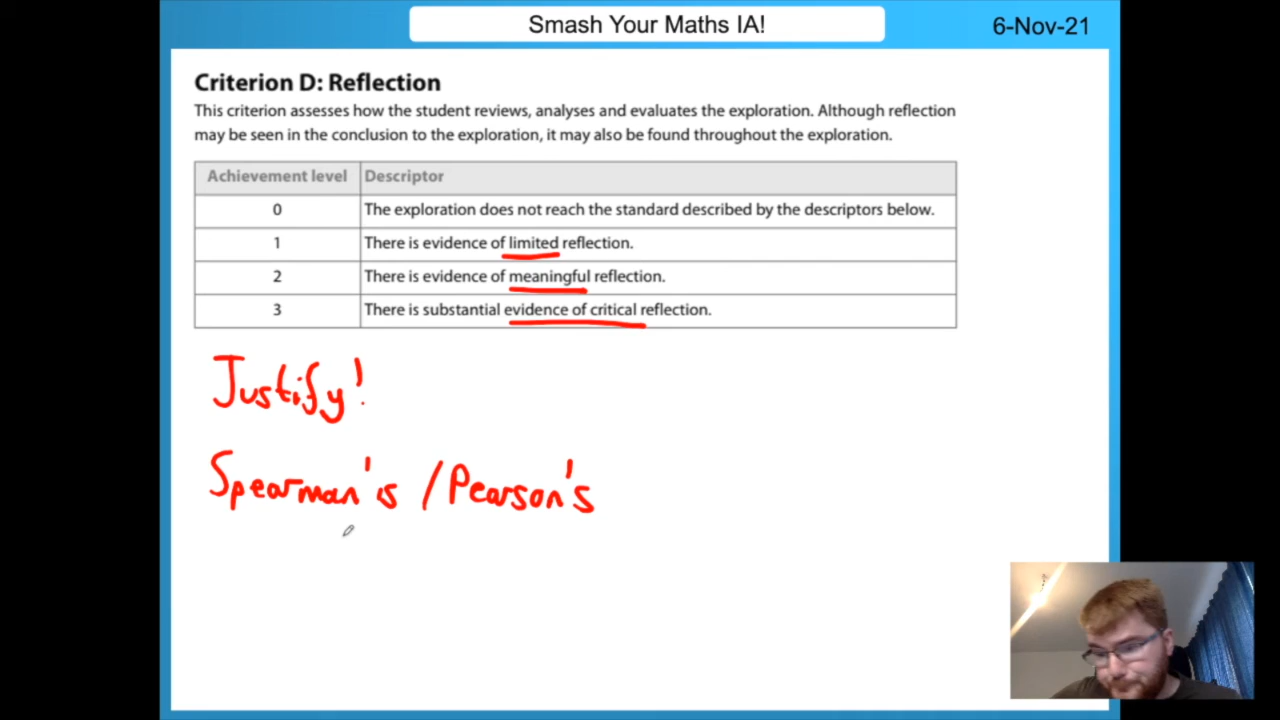 Smash Your Maths IA!
6-Nov-21
Criterion D: Reflection
This criterion assesses how the student reviews, analyses and evaluates the exploration. Although reflection
may be seen in the conclusion to the exploration, it may also be found throughout the exploration.
Achievement level Descriptor
0 The exploration does not reach the standard described by the descriptors below.
1 There is evidence of limited reflection.
2 There is evidence of meaningful reflection.
3 There is substantial evidence of critical reflection.
Justify!
Spearman's / Pearson's